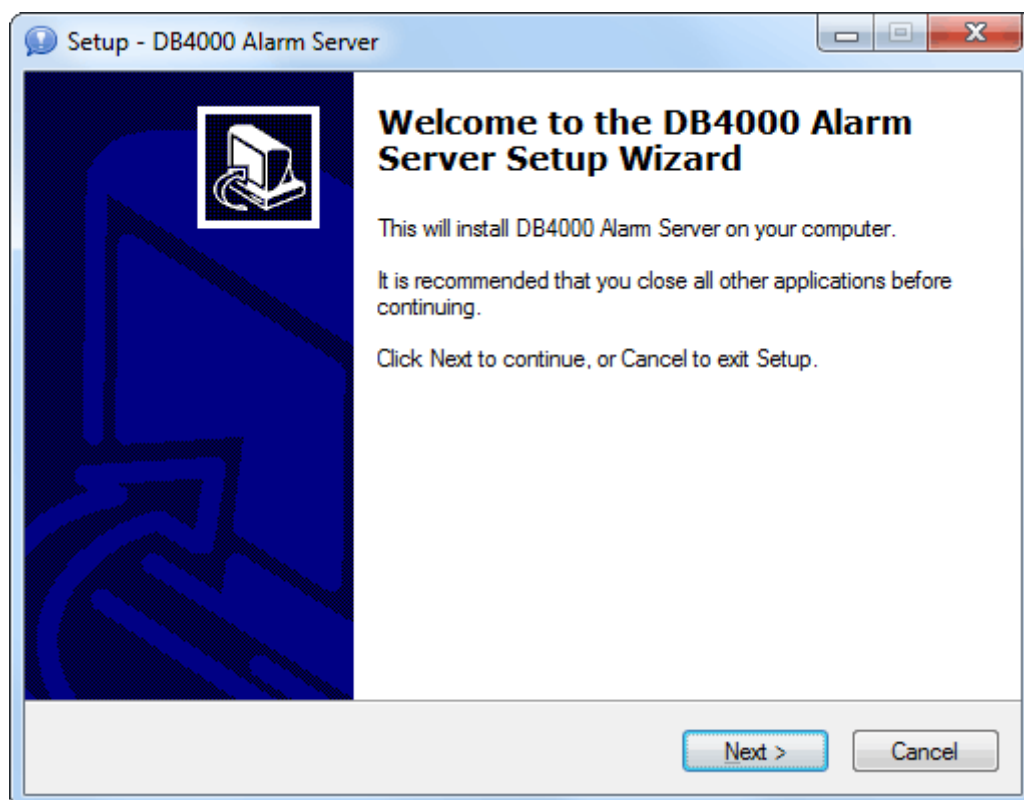 Setup - DB4000 Alarm Server
Welcome to the DB4000 Alarm
Server Setup Wizard
This will install DB4000 Alarm Server on your computer.
It is recommended that you close all other applications before
continuing.
Click Next to continue, or Cancel to exit Setup.
Next >
Cancel